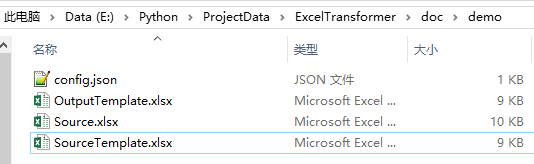 此电脑 > Data (E:) > Python > ProjectData > ExcelTransformer > doc > demo
名称 类型 大小
config.json JSON 文件 1 KB
OutputTemplate.xlsx Microsoft Excel ... 9 KB
Source.xlsx Microsoft Excel ... 10 KB
SourceTemplate.xlsx Microsoft Excel ... 9 KB